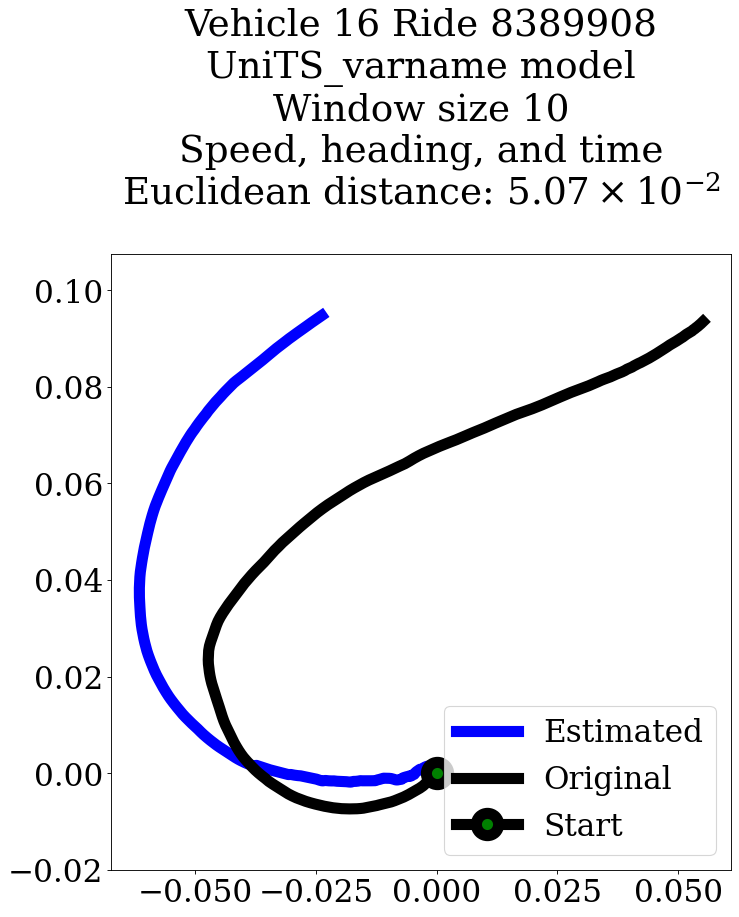 Vehicle 16 Ride 8389908
UniTS_varname model
Window size 10
Speed, heading, and time
Euclidean distance: $5.07 \times 10^{-2}$
0.10
0.08
0.06
0.04
0.02
0.00
−0.02
−0.050 −0.025 0.000 0.025 0.050
Estimated
Original
Start